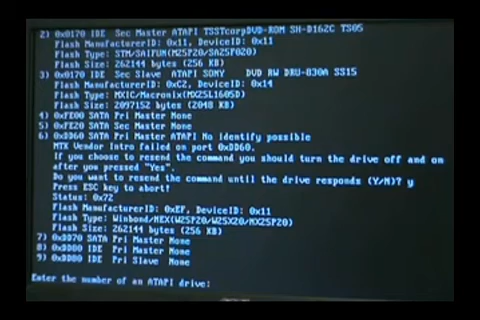 2) 0x0170 IDE Sec Master ATAPI TSSTcorpDVD-ROM SH-D162C TS05
Flash ManufacturerID: 0x11, DeviceID: 0x11
Flash Type: STM/SAIFUN(M25P20/SA25F020)
Flash Size: 262144 bytes (256 KB)
3) 0x0170 IDE Sec Slave ATAPI SONY DVD RW DRU-830A SS15
Flash ManufacturerID: 0xC2, DeviceID: 0x14
Flash Type: MXIC/Macronix(MX25L1605D)
Flash Size: 2097152 bytes (2048 KB)
4) 0xFE00 SATA Pri Master None
5) 0xFE20 SATA Sec Master None
6) 0xDD60 SATA Pri Master ATAPI No identify possible
MTK Vendor Intro failed on port 0xDD60.
If you choose to resend the command you should turn the drive off and on
after you pressed "Yes".
Do you want to resend the command until the drive responds (Y/N)? y
Press ESC key to abort!
Status: 0x72
Flash ManufacturerID: 0xEF, DeviceID: 0x11
Flash Type: Winbond/NEX(W25P20/W25X20/NX25P20)
Flash Size: 262144 bytes (256 KB)
7) 0xDD70 SATA Pri Master None
8) 0xDD80 IDE Pri Master None
9) 0xDD80 IDE Pri Slave None
Enter the number of an ATAPI drive: